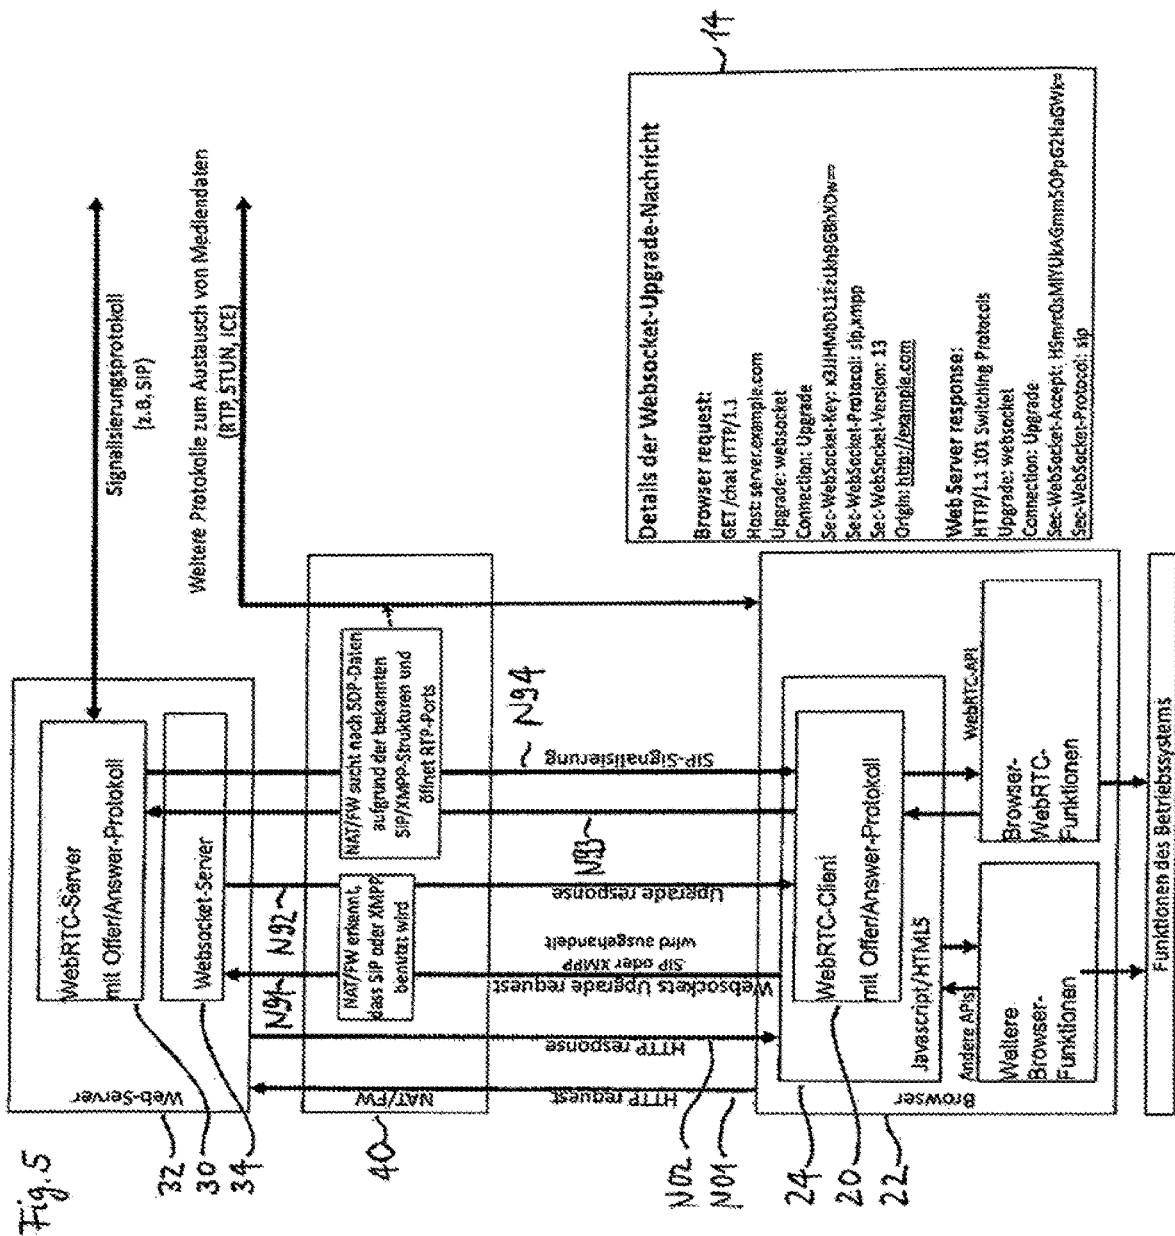 Fig. 5
Web-Server
WebRTC-Server
mit Offer/Answer-Protokoll
Websocket-Server
32
30
34
Signalisierungsprotokoll
(z.B. SIP)
Weitere Protokolle zum Austausch von Mediendaten
(RTP, STUN, ICE)
NAT/FW
40
NAT/FW erkennt,
dass SIP oder XMPP
benutzt wird
NAT/FW sucht nach SDP-Daten
aufgrund der bekannten
SIP/XMPP-Strukturen und
öffnet RTP-Ports
N91
N92
N93
N94
HTTP request
HTTP response
Websockets Upgrade request
SIP oder XMPP
wird ausgehandelt
Upgrade response
SIP-Signalisierung
N02
N01
24
20
22
Browser
WebRTC-Client
mit Offer/Answer-Protokoll
Javascript/HTML5
Andere APIs
WebRTC-API
Weitere
Browser-
Funktionen
Browser-
WebRTC-
Funktionen
Funktionen des Betriebssystems
14
Details der Websocket-Upgrade-Nachricht
Browser request:
GET /chat HTTP/1.1
Host: server.example.com
Upgrade: websocket
Connection: Upgrade
Sec-WebSocket-Key: x3JJHMbDL1EzLkh9GBhXDw==
Sec-WebSocket-Protocol: sip,xmpp
Sec-WebSocket-Version: 13
Origin: http://example.com
Web Server response:
HTTP/1.1 101 Switching Protocols
Upgrade: websocket
Connection: Upgrade
Sec-WebSocket-Accept: HSmrc0sMlYUkAGmm5OPpG2HaGWk=
Sec-WebSocket-Protocol: sip